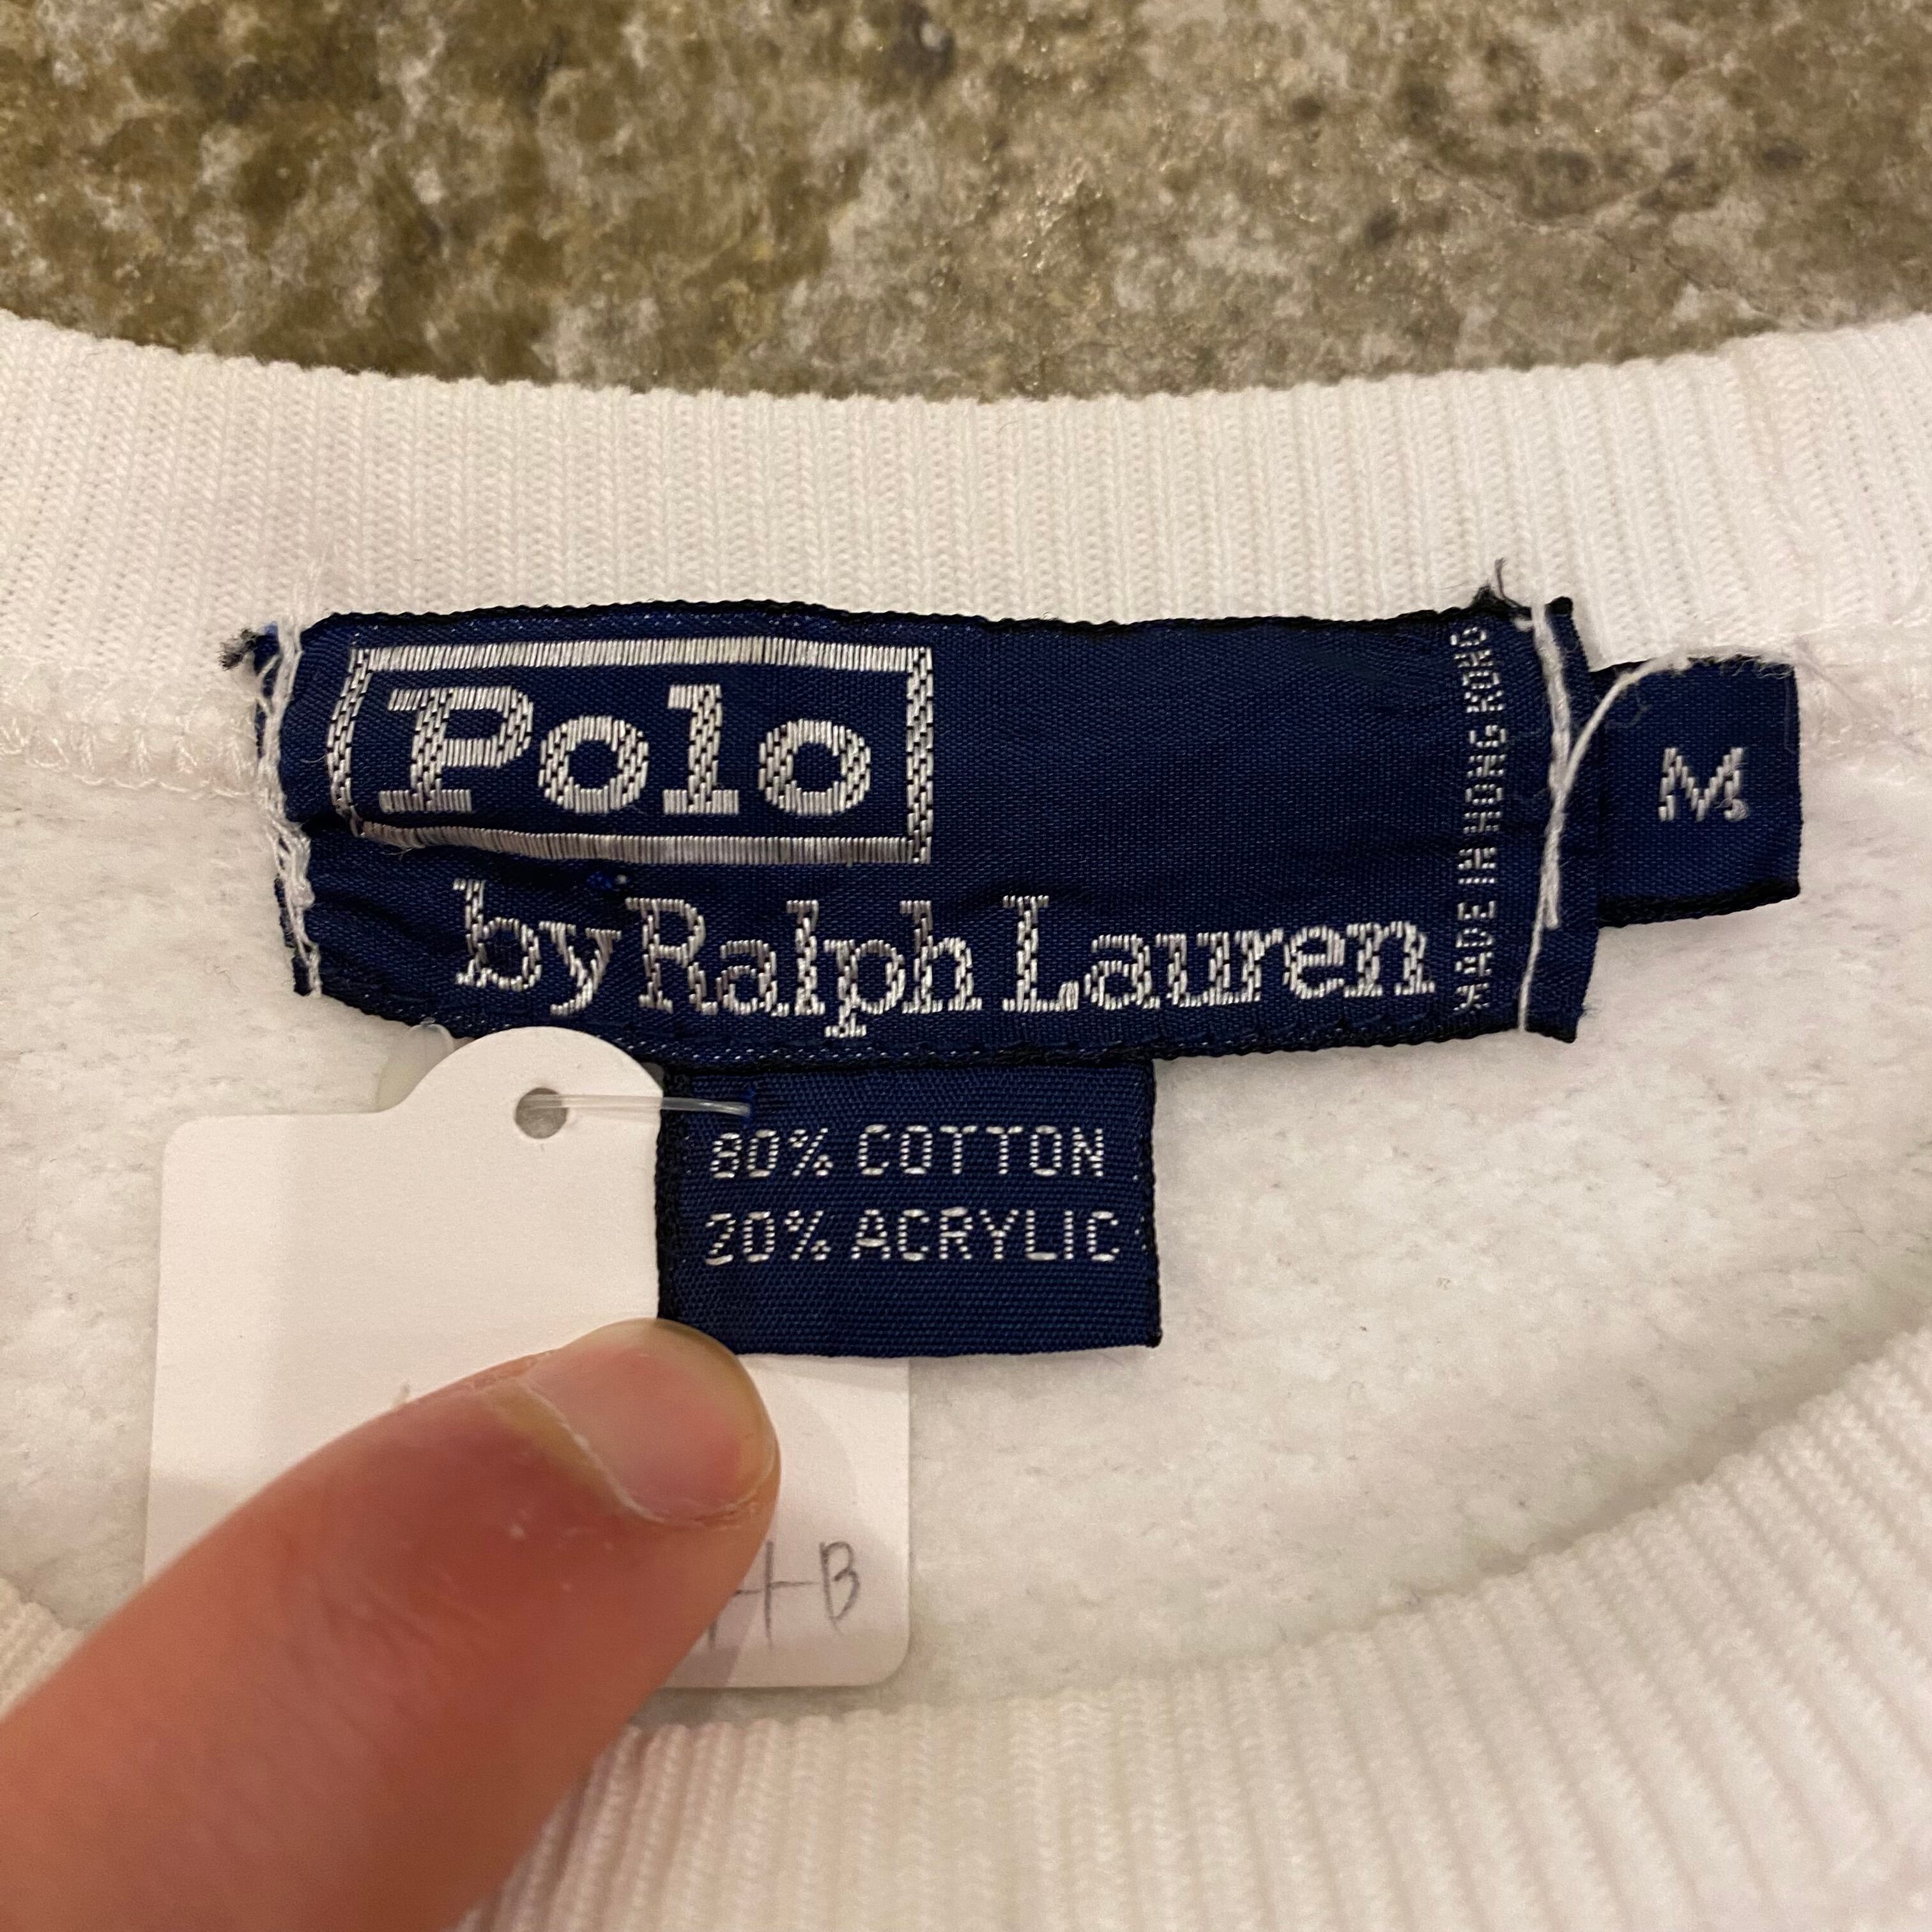 Polo
by Ralph Lauren
MADE IN HONG KONG
M
80% COTTON
20% ACRYLIC